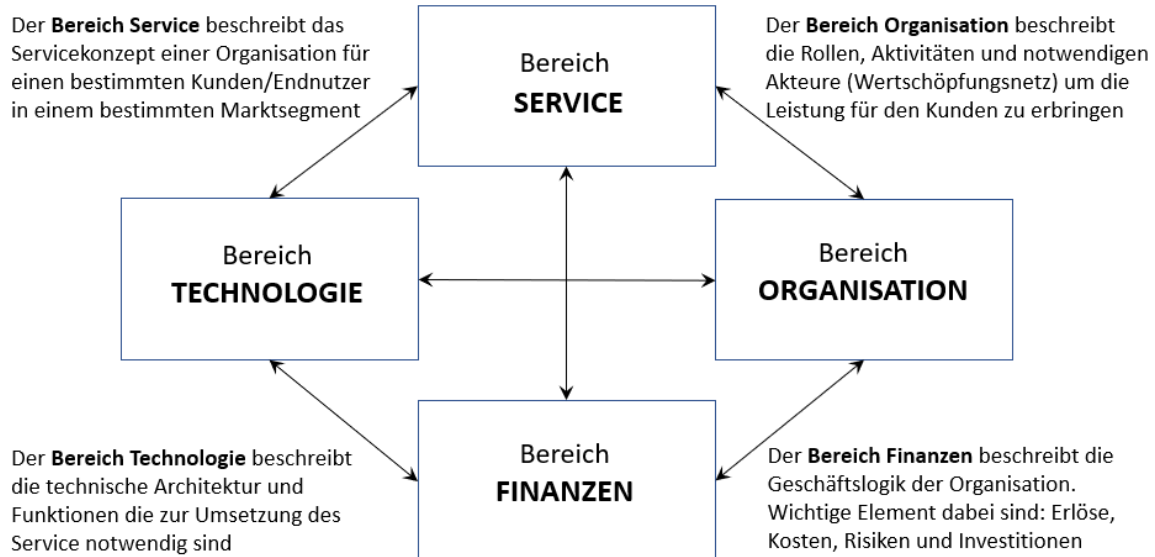 Der Bereich Service beschreibt das
Servicekonzept einer Organisation für
einen bestimmten Kunden/Endnutzer
in einem bestimmten Marktsegment
Bereich
SERVICE
Der Bereich Organisation beschreibt
die Rollen, Aktivitäten und notwendigen
Akteure (Wertschöpfungsnetz) um die
Leistung für den Kunden zu erbringen
Bereich
TECHNOLOGIE
Bereich
ORGANISATION
Der Bereich Technologie beschreibt
die technische Architektur und
Funktionen die zur Umsetzung des
Service notwendig sind
Bereich
FINANZEN
Der Bereich Finanzen beschreibt die
Geschäftslogik der Organisation.
Wichtige Element dabei sind: Erlöse,
Kosten, Risiken und Investitionen